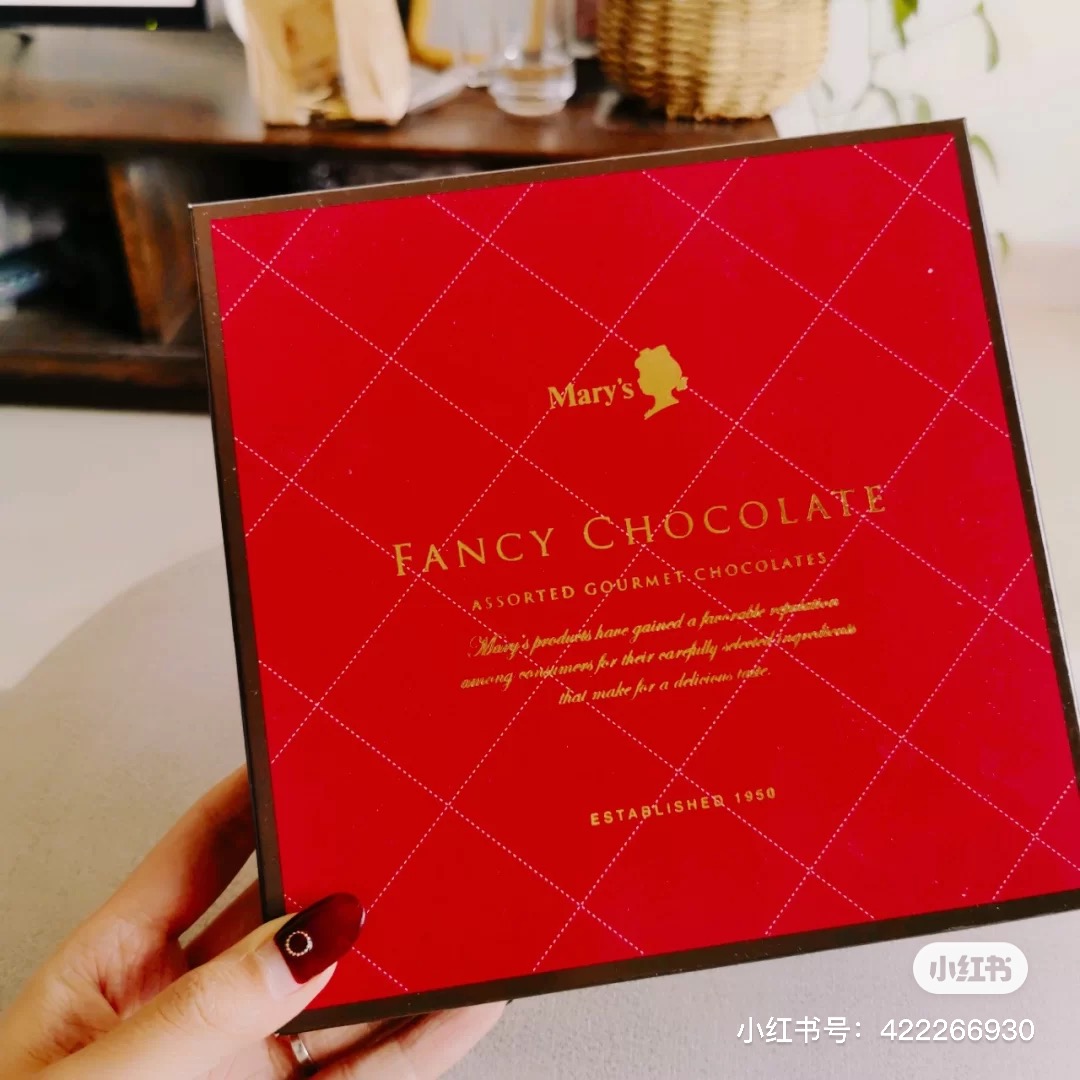 Mary's
FANCY CHOCOLATE
ASSORTED GOURMET CHOCOLATES
Mary's products have gained a favorable reputation
among consumers for their carefully selected ingredients
that make for a delicious taste.
ESTABLISHED 1950
小红书
小红书号：422266930